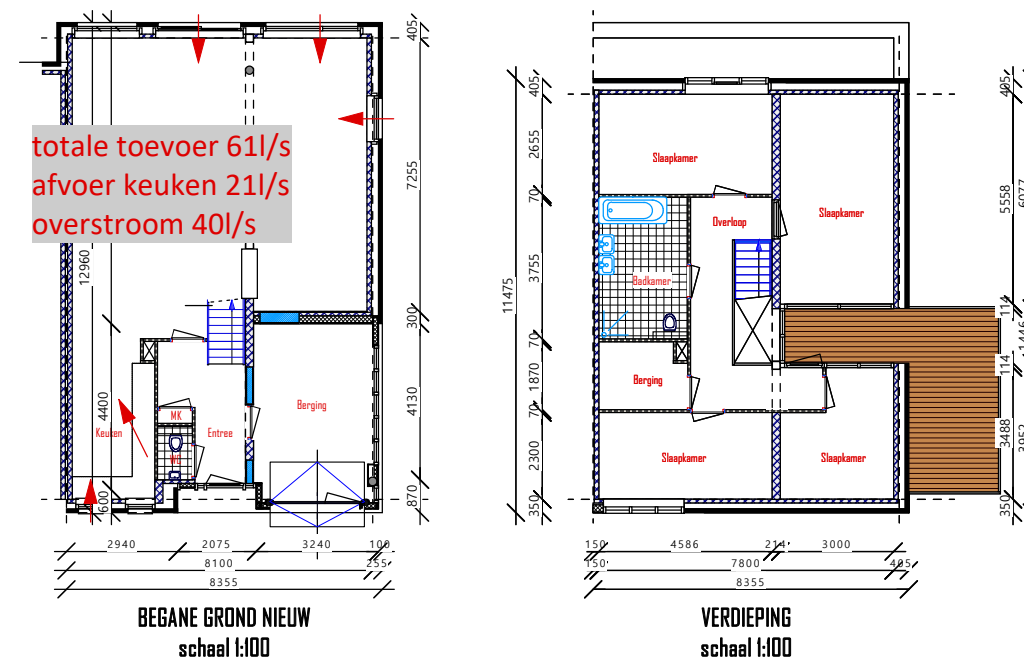 totale toevoer 61l/s
afvoer keuken 21l/s
overstroom 40l/s
405
7255
300
4130
870
12960
4400
600
Keuken
MK
WC
Entree
Berging
2940 2075 3240 100
8100 255
8355
BEGANE GROND NIEUW
schaal 1:100
11475
405
2655
70
3755
70
1870
70
2300
350
Slaapkamer
Overloop
Slaapkamer
Badkamer
Berging
Slaapkamer
Slaapkamer
405
5558
6077
114
1446
114
3488
3952
350
150 4586 214 3000
150 7800 405
8355
VERDIEPING
schaal 1:100